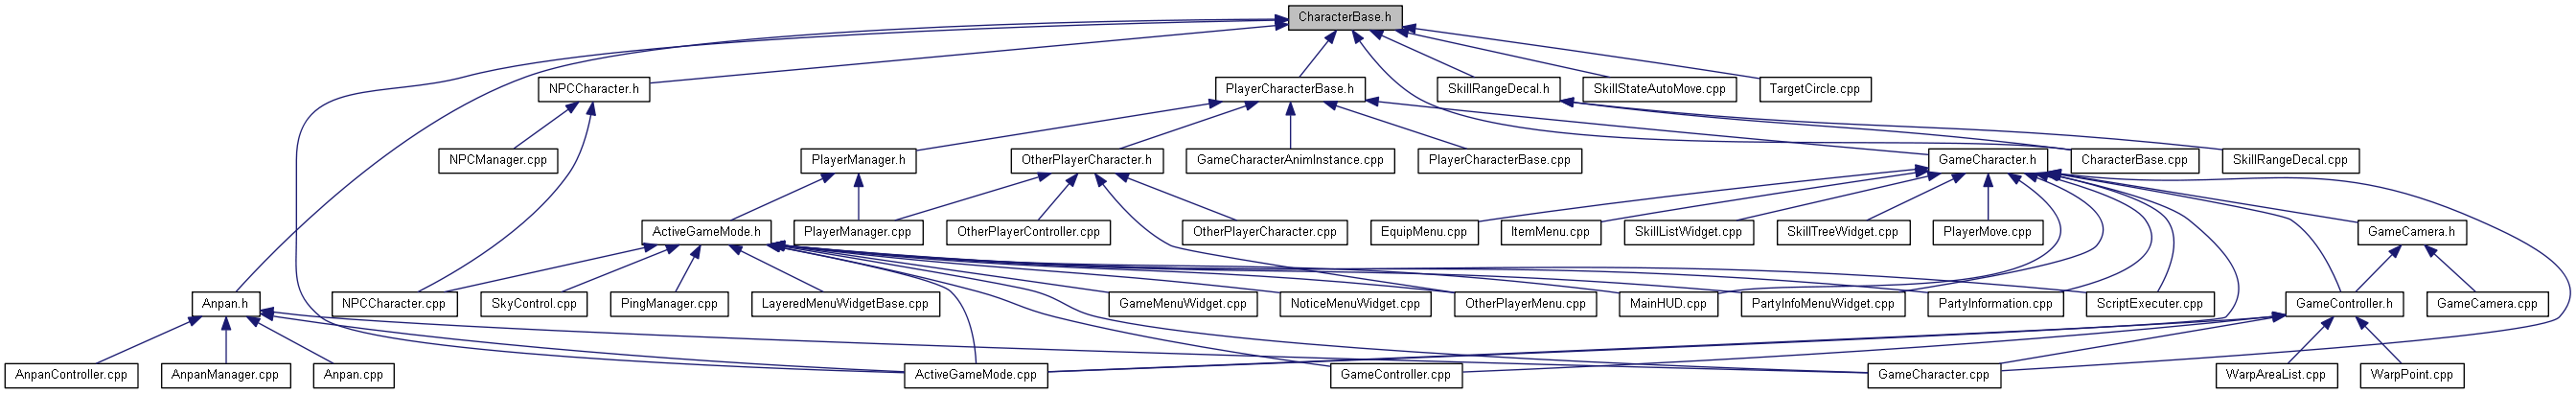 CharacterBase.h
NPCCharacter.h
PlayerCharacterBase.h
SkillRangeDecal.h
SkillStateAutoMove.cpp
TargetCircle.cpp
NPCManager.cpp
PlayerManager.h
OtherPlayerCharacter.h
GameCharacterAnimInstance.cpp
PlayerCharacterBase.cpp
GameCharacter.h
CharacterBase.cpp
SkillRangeDecal.cpp
ActiveGameMode.h
PlayerManager.cpp
OtherPlayerController.cpp
OtherPlayerCharacter.cpp
EquipMenu.cpp
ItemMenu.cpp
SkillListWidget.cpp
SkillTreeWidget.cpp
PlayerMove.cpp
GameCamera.h
Anpan.h
NPCCharacter.cpp
SkyControl.cpp
PingManager.cpp
LayeredMenuWidgetBase.cpp
GameMenuWidget.cpp
NoticeMenuWidget.cpp
OtherPlayerMenu.cpp
MainHUD.cpp
PartyInfoMenuWidget.cpp
PartyInformation.cpp
ScriptExecuter.cpp
GameController.h
GameCamera.cpp
AnpanController.cpp
AnpanManager.cpp
Anpan.cpp
ActiveGameMode.cpp
GameController.cpp
GameCharacter.cpp
WarpAreaList.cpp
WarpPoint.cpp